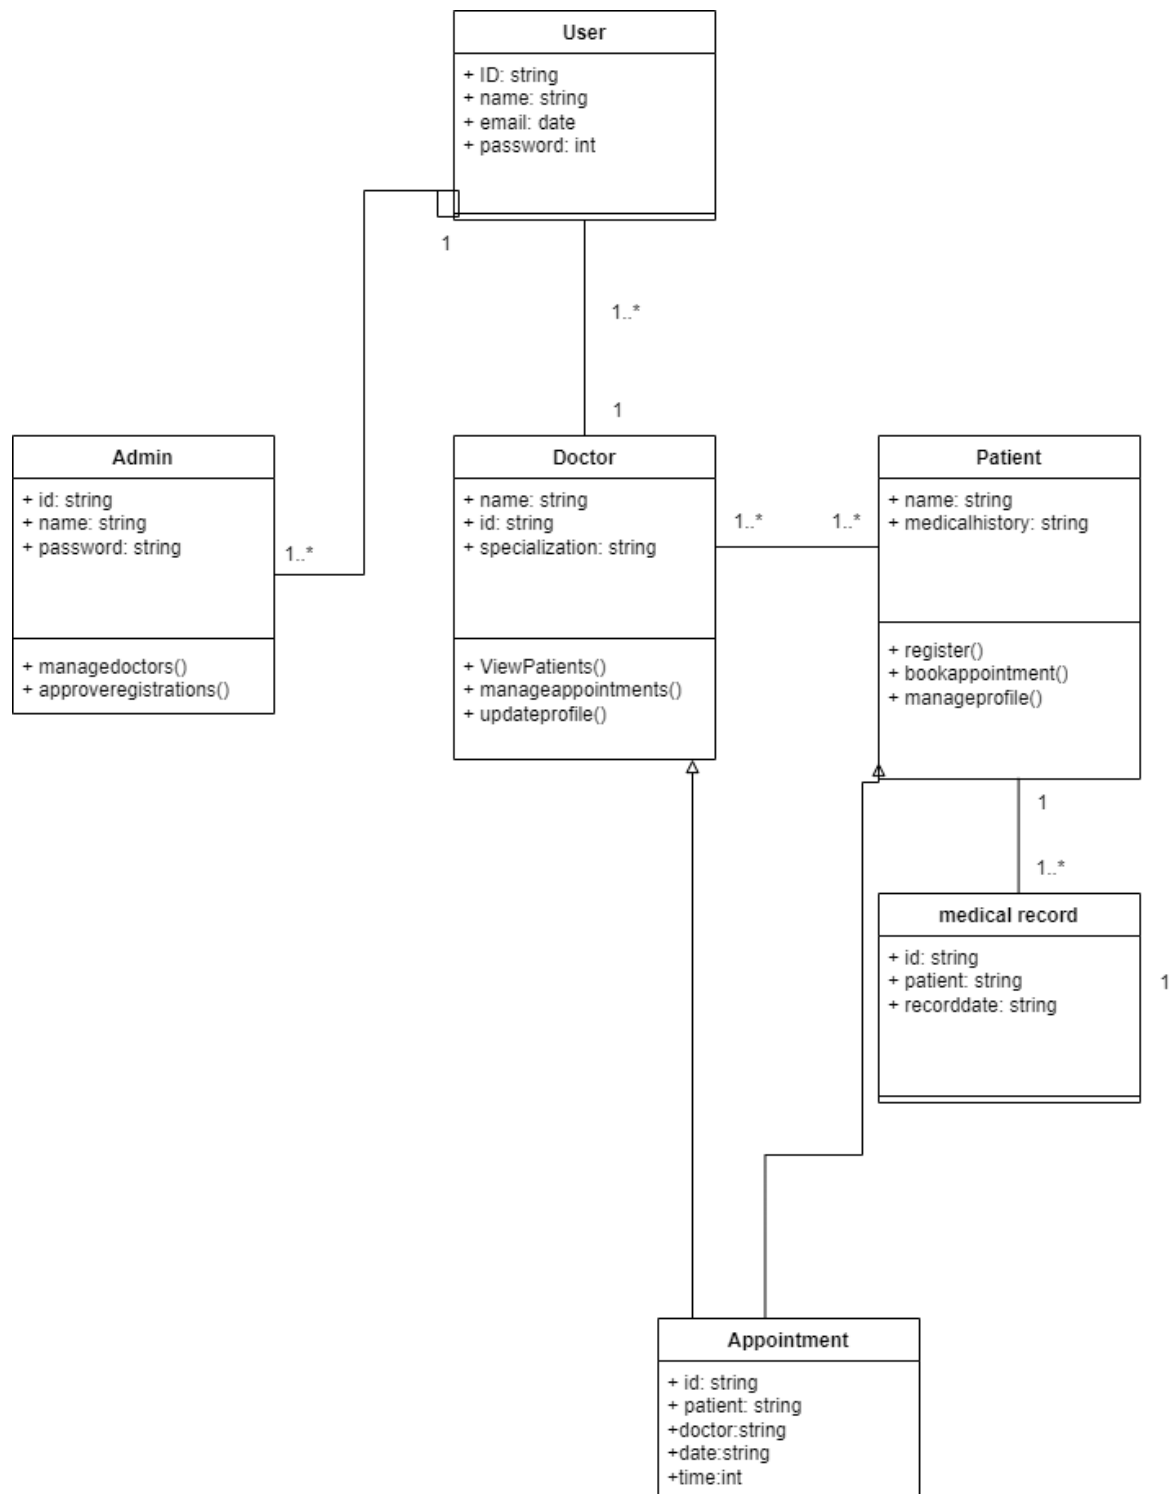 User
+ ID: string
+ name: string
+ email: date
+ password: int
1
1..*
1
Admin
+ id: string
+ name: string
+ password: string
1..*
+ managedoctors()
+ approveregistrations()
Doctor
+ name: string
+ id: string
+ specialization: string
+ ViewPatients()
+ manageappointments()
+ updateprofile()
1..*
1..*
Patient
+ name: string
+ medicalhistory: string
+ register()
+ bookappointment()
+ manageprofile()
1
1..*
medical record
+ id: string
+ patient: string
+ recorddate: string
1
Appointment
+ id: string
+ patient: string
+doctor:string
+date:string
+time:int